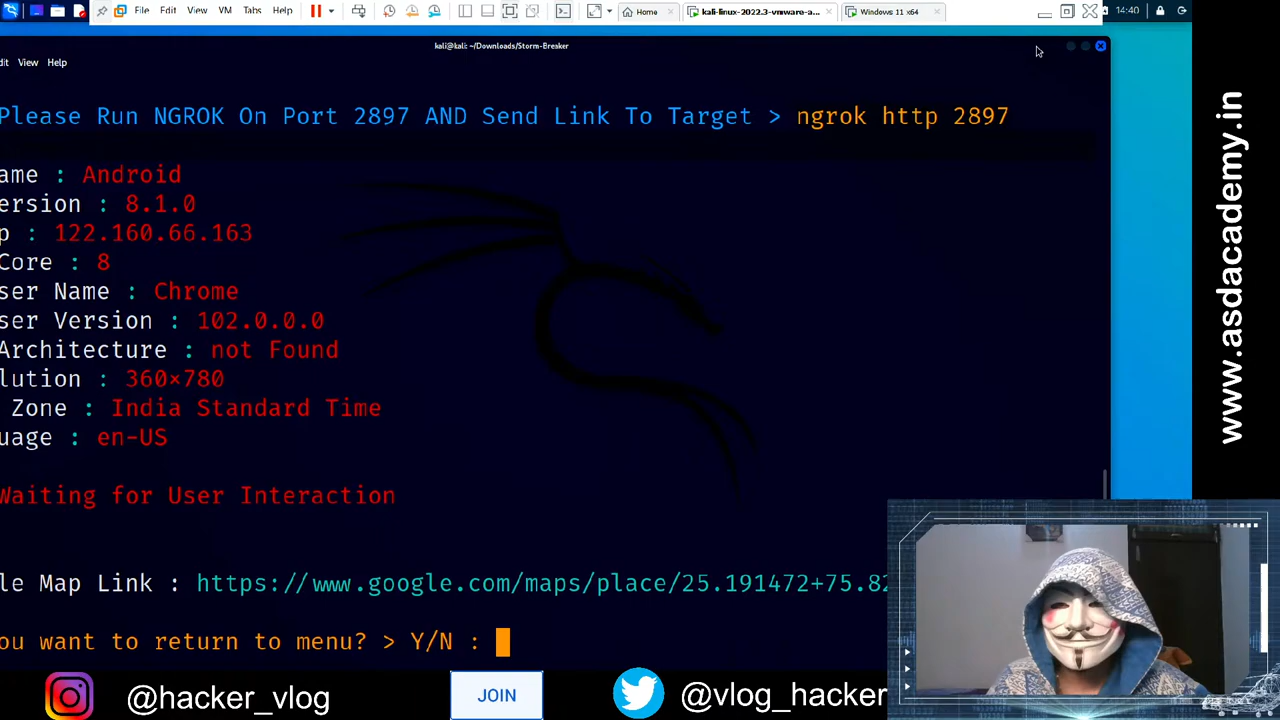 File Edit View VM Tabs Help
Home
kali-linux-2022.3-vmware-a...
Windows 11 x64
14:40
kali@kali: ~/Downloads/Storm-Breaker
dit View Help
Please Run NGROK On Port 2897 AND Send Link To Target > ngrok http 2897
ame : Android
ersion : 8.1.0
p : 122.160.66.163
Core : 8
ser Name : Chrome
ser Version : 102.0.0.0
Architecture : not Found
lution : 360×780
Zone : India Standard Time
uage : en-US
Waiting for User Interaction
le Map Link : https://www.google.com/maps/place/25.191472+75.82
ou want to return to menu? > Y/N :
@hacker_vlog
JOIN
@vlog_hacker
www.asdacademy.in